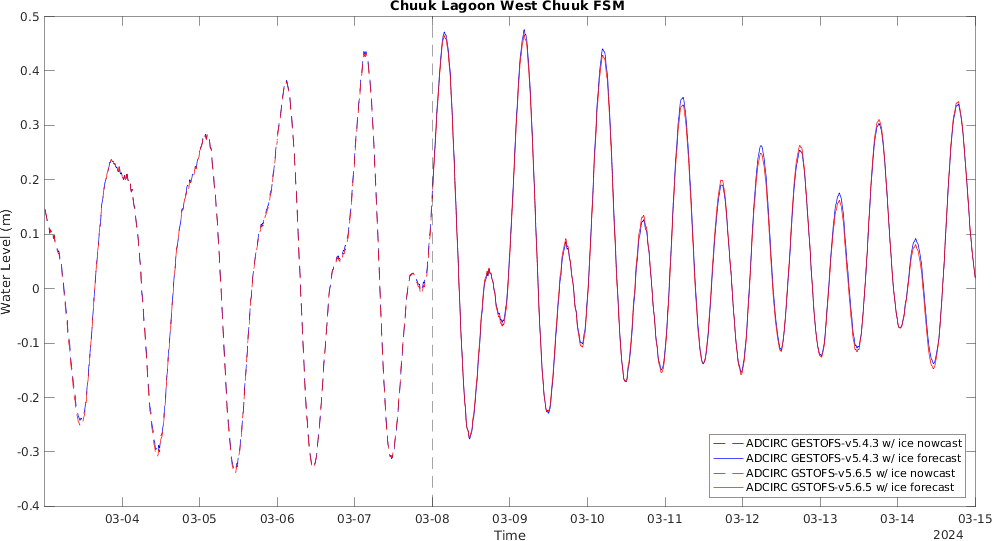 Chuuk Lagoon West Chuuk FSM
0.5
0.4
0.3
0.2
0.1
0
-0.1
-0.2
-0.3
-0.4
Water Level (m)
03-04 03-05 03-06 03-07 03-08 03-09 03-10 03-11 03-12 03-13 03-14 03-15
Time
2024
ADCIRC GESTOFS-v5.4.3 w/ ice nowcast
ADCIRC GESTOFS-v5.4.3 w/ ice forecast
ADCIRC GSTOFS-v5.6.5 w/ ice nowcast
ADCIRC GSTOFS-v5.6.5 w/ ice forecast